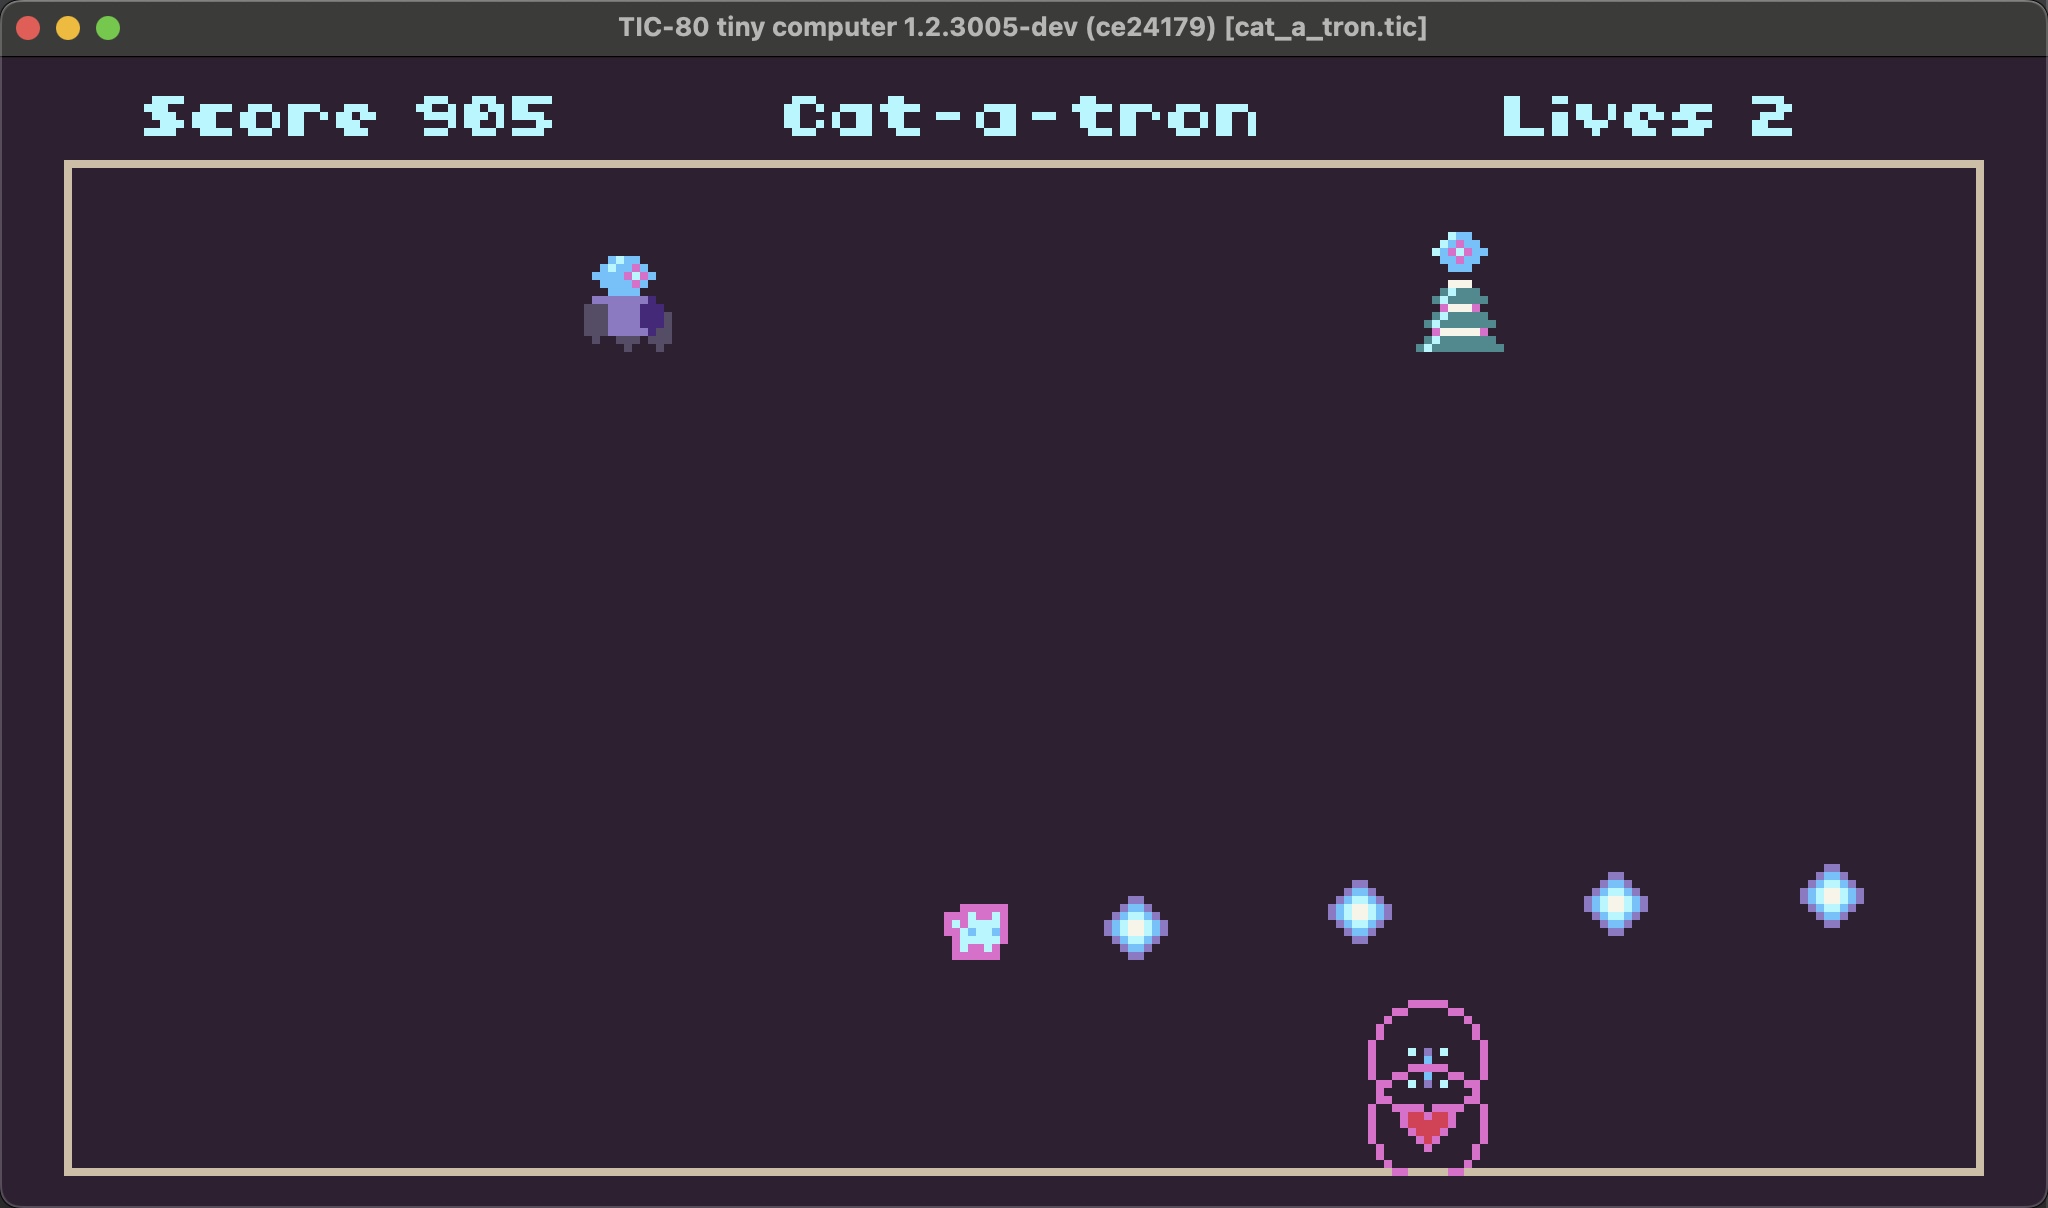 TIC-80 tiny computer 1.2.3005-dev (ce24179) [cat_a_tron.tic]
Score 905 Cat-a-tron Lives 2